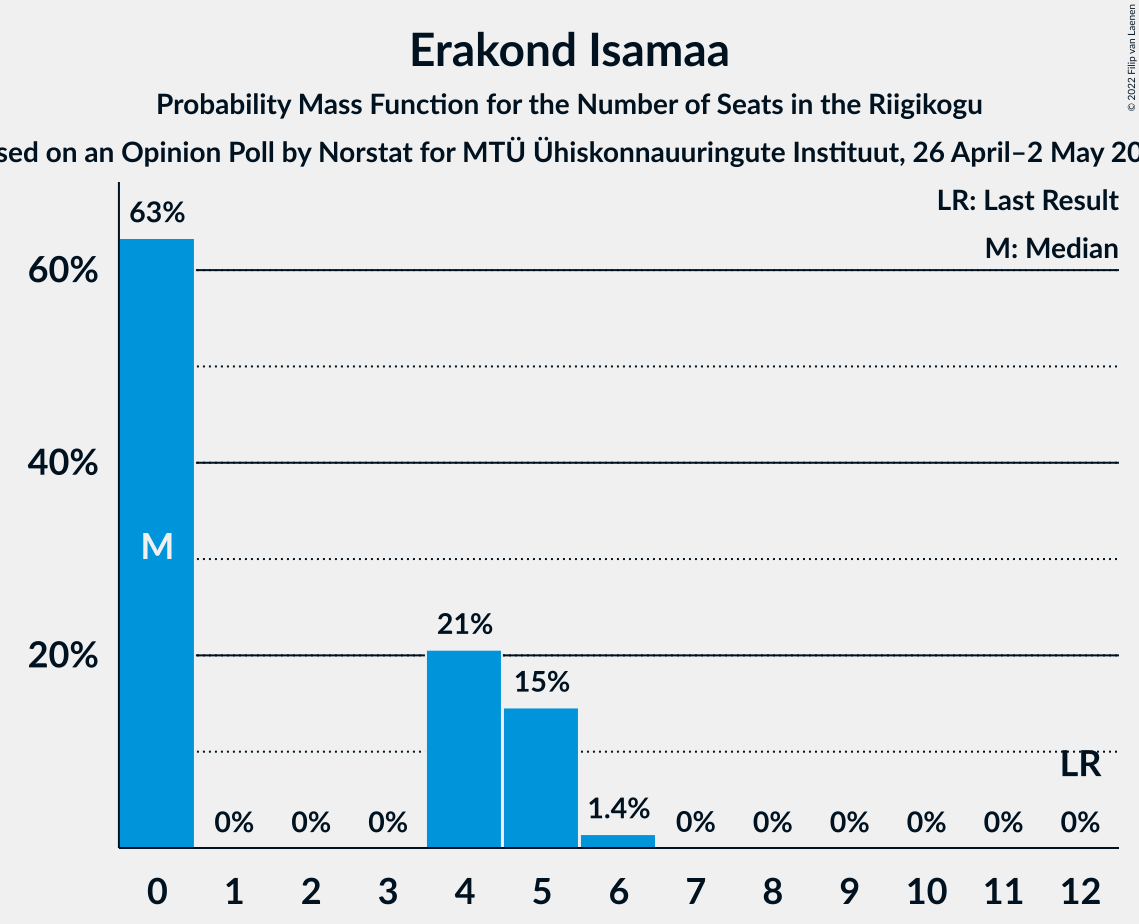 Erakond Isamaa
Probability Mass Function for the Number of Seats in the Riigikogu
sed on an Opinion Poll by Norstat for MTÜ Ühiskonnauuringute Instituut, 26 April–2 May 20
© 2022 Filip van Laenen
LR: Last Result
M: Median
63%
60%
40%
M
21%
20%
15%
LR
1.4%
0% 0% 0% 0% 0% 0% 0% 0% 0%
0 1 2 3 4 5 6 7 8 9 10 11 12